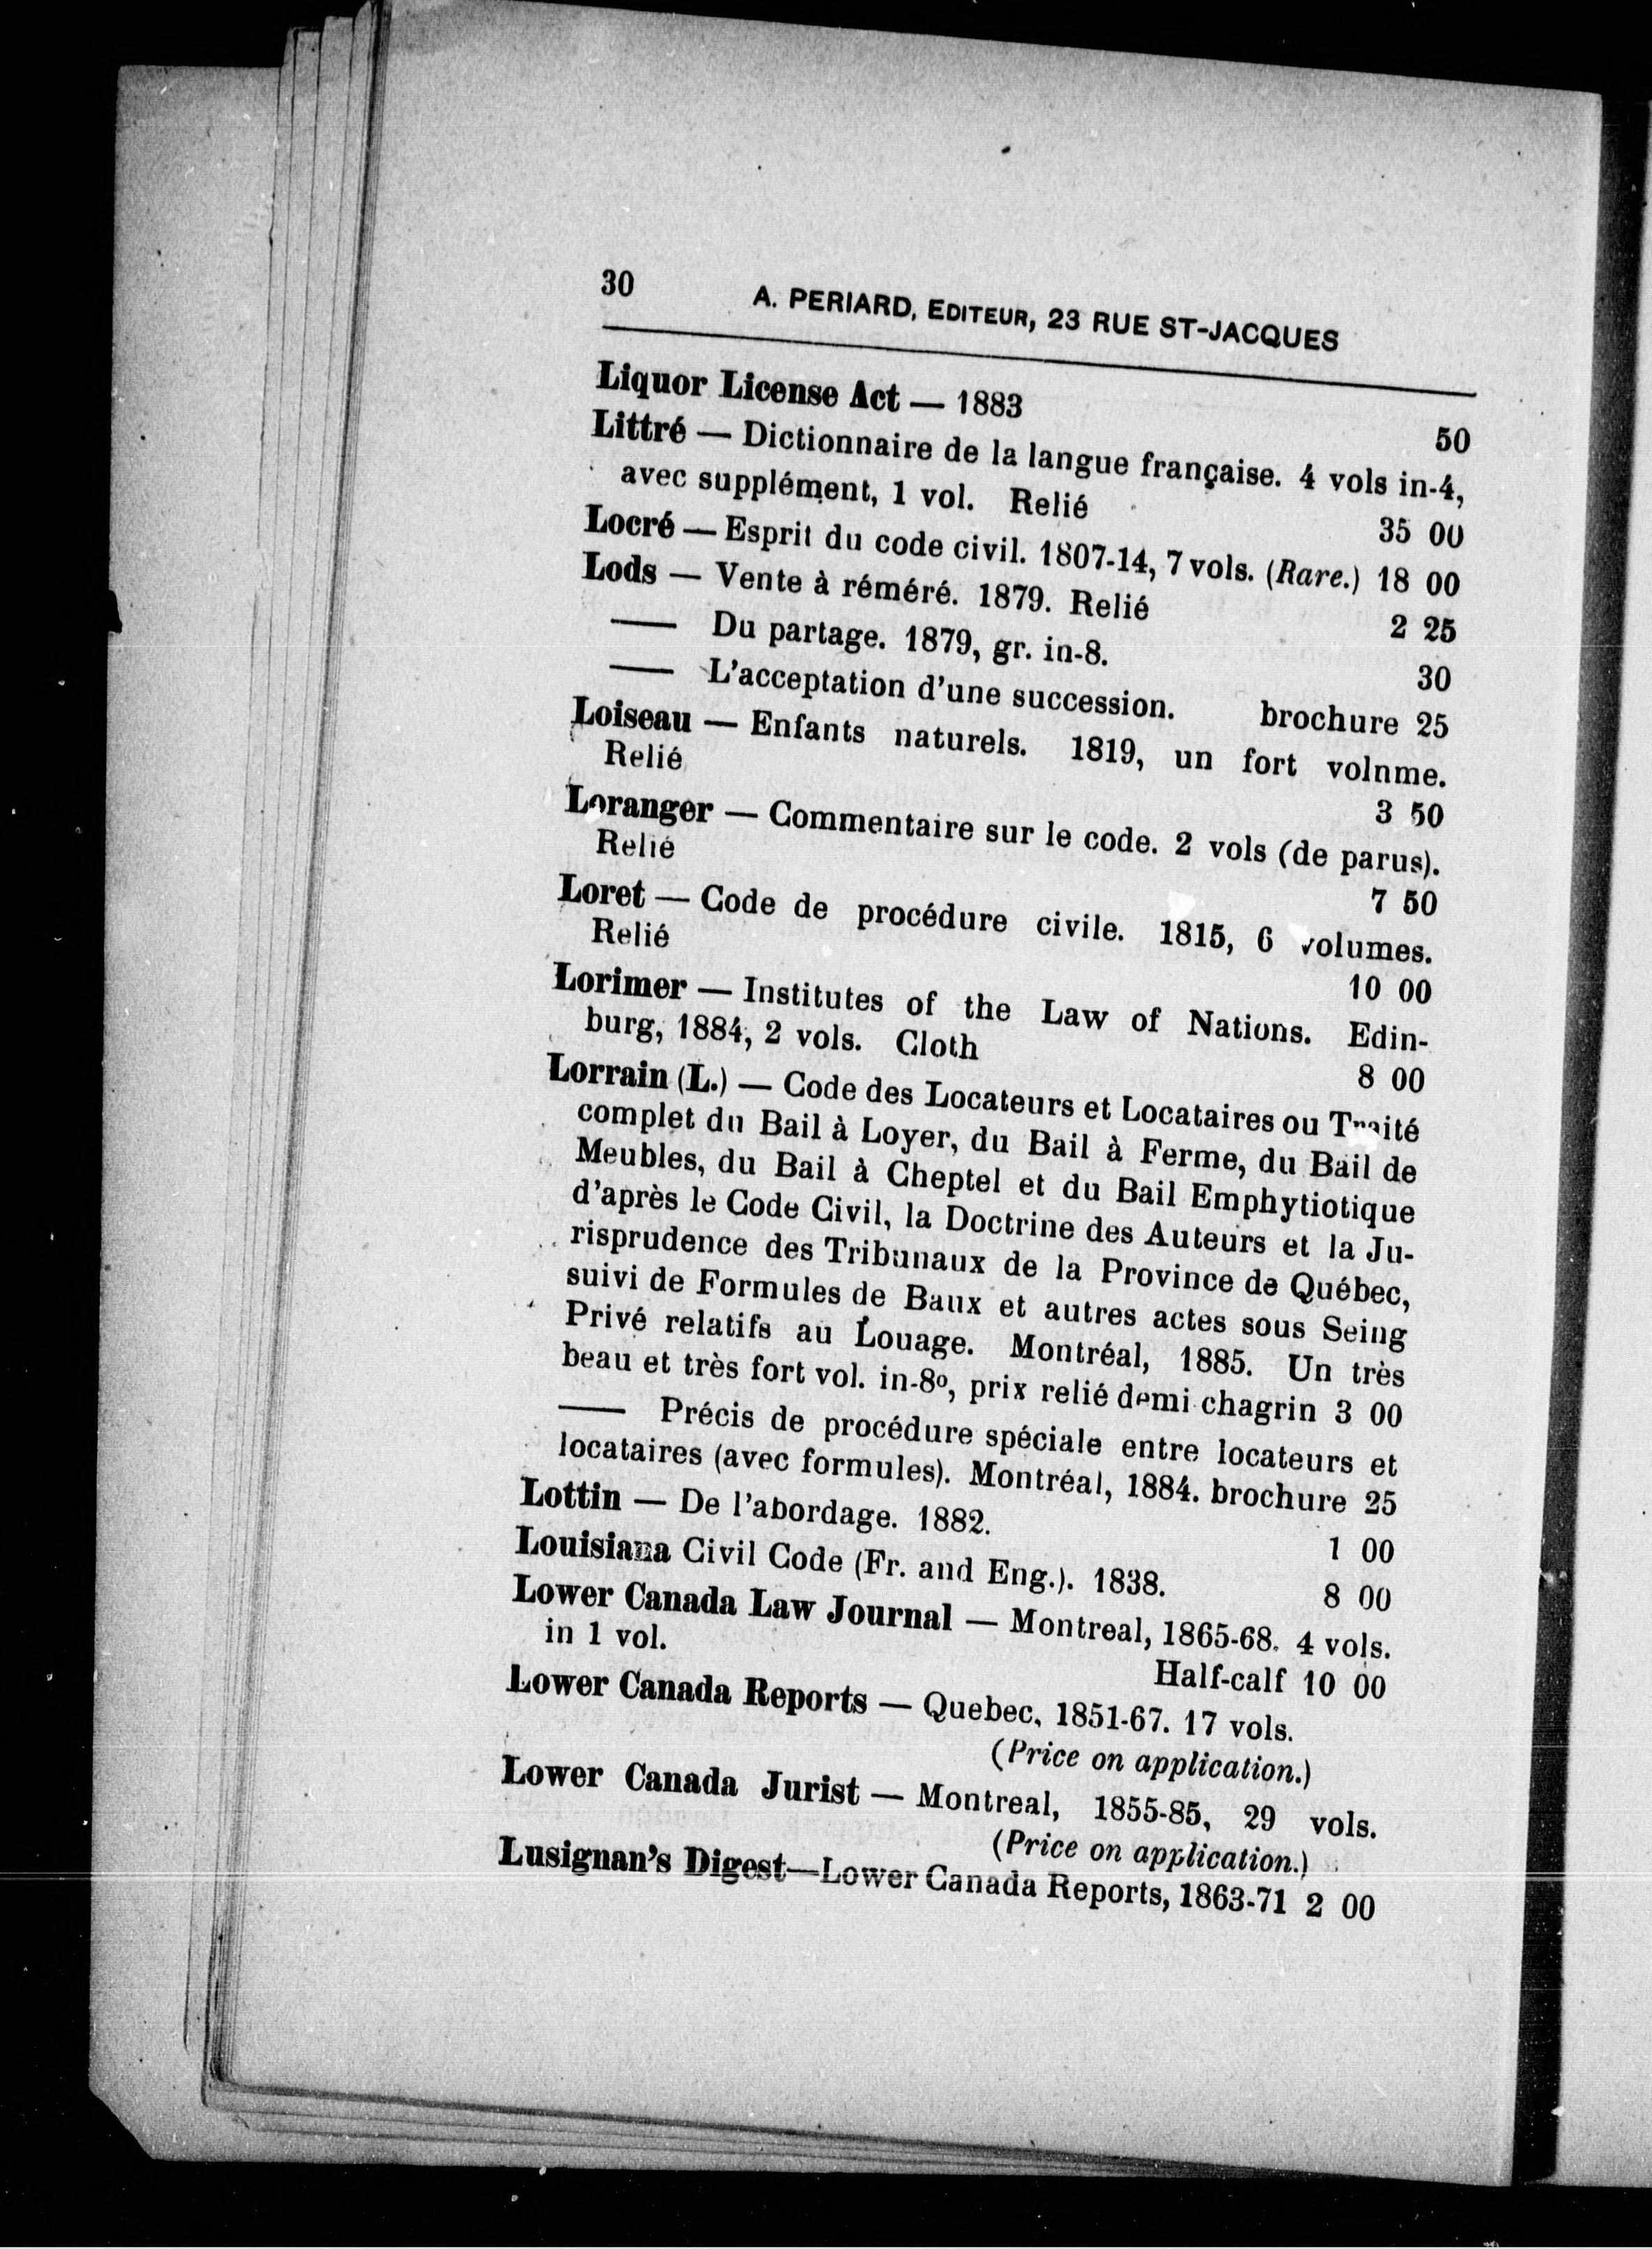 30 A. PERIARD, EDITEUR, 23 RUE ST-JACQUES
Liquor License Act — 1883 50
Littré — Dictionnaire de la langue française. 4 vols in-4,
avec supplément, 1 vol. Relié 35 00
Locré — Esprit du code civil. 1807-14, 7 vols. (Rare.) 18 00
Lods — Vente à réméré. 1879. Relié 2 25
— Du partage. 1879, gr. in-8. 30
— L'acceptation d'une succession. brochure 25
Loiseau — Enfants naturels. 1819, un fort volnme.
Relié 3 50
Loranger — Commentaire sur le code. 2 vols (de parus).
Relié 7 50
Loret — Code de procédure civile. 1815, 6 volumes.
Relié 10 00
Lorimer — Institutes of the Law of Nations. Edin-
burg, 1884, 2 vols. Cloth 8 00
Lorrain (L.) — Code des Locateurs et Locataires ou Traité
complet du Bail à Loyer, du Bail à Ferme, du Bail de
Meubles, du Bail à Cheptel et du Bail Emphytiotique
d'après le Code Civil, la Doctrine des Auteurs et la Ju-
risprudence des Tribunaux de la Province de Québec,
suivi de Formules de Baux et autres actes sous Seing
Privé relatifs au Louage. Montréal, 1885. Un très
beau et très fort vol. in-8o, prix relié demi chagrin 3 00
— Précis de procédure spéciale entre locateurs et
locataires (avec formules). Montréal, 1884. brochure 25
Lottin — De l'abordage. 1882. 1 00
Louisiana Civil Code (Fr. and Eng.). 1838. 8 00
Lower Canada Law Journal — Montreal, 1865-68. 4 vols.
in 1 vol. Half-calf 10 00
Lower Canada Reports — Quebec, 1851-67. 17 vols.
(Price on application.)
Lower Canada Jurist — Montreal, 1855-85, 29 vols.
(Price on application.)
Lusignan's Digest—Lower Canada Reports, 1863-71 2 00